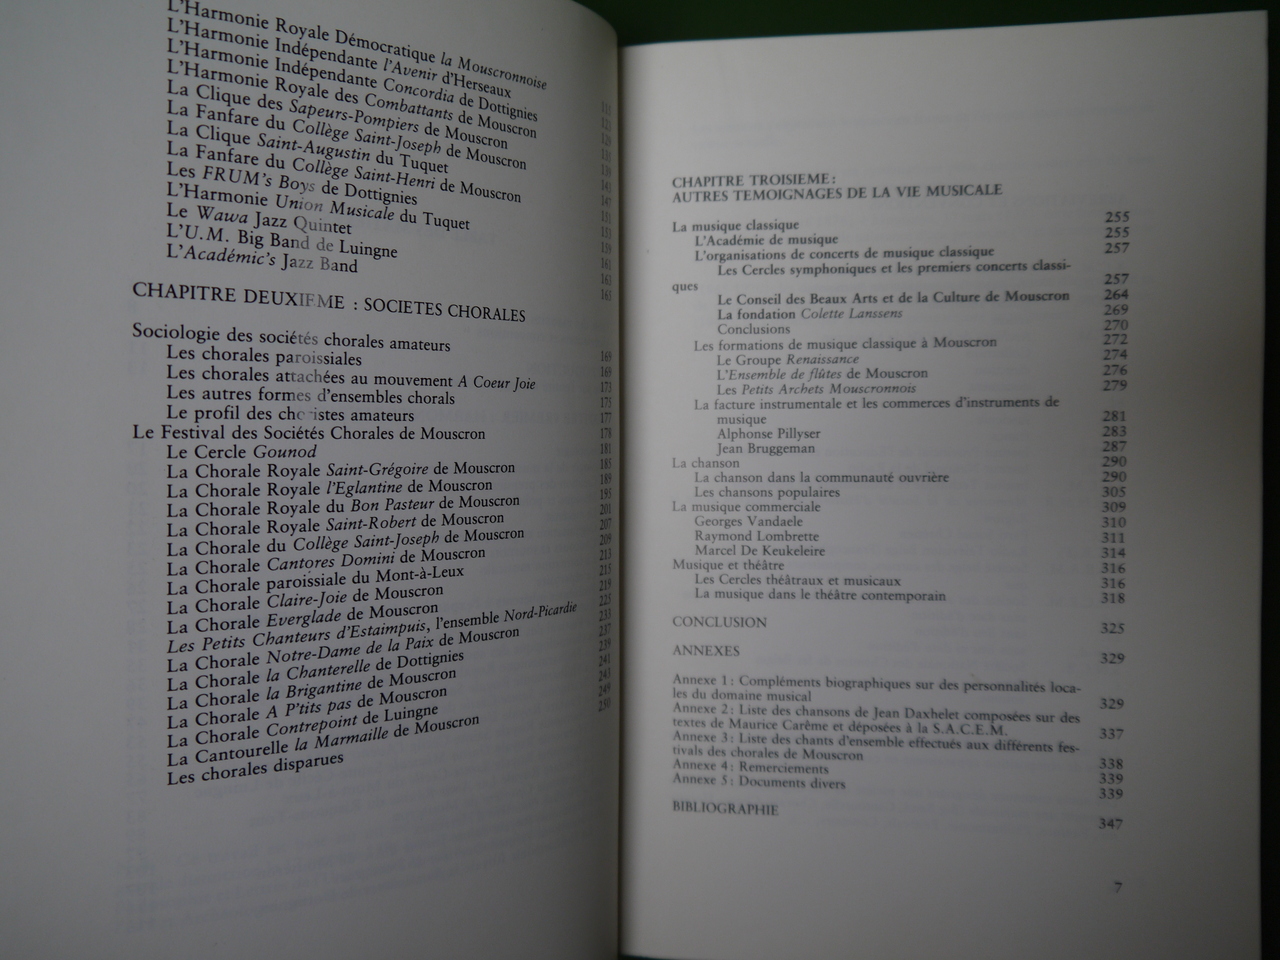 L'Harmonie Royale Démocratique la Mouscronnoise
L'Harmonie Indépendante l'Avenir d'Herseaux
L'Harmonie Indépendante Concordia de Dottignies
L'Harmonie Royale des Combattants de Mouscron
La Clique des Sapeurs-Pompiers de Mouscron
La Fanfare du Collège Saint-Joseph de Mouscron
La Clique Saint-Augustin du Tuquet
La Fanfare du Collège Saint-Henri de Mouscron
Les FRUM's Boys de Dottignies
L'Harmonie Union Musicale du Tuquet
Le Wawa Jazz Quintet
L'U.M. Big Band de Luingne
L'Académic's Jazz Band
CHAPITRE DEUXIEME : SOCIETES CHORALES
Sociologie des sociétés chorales amateurs
Les chorales paroissiales
Les chorales attachées au mouvement A Coeur Joie
Les autres formes d'ensembles chorals
Le profil des choristes amateurs
Le Festival des Sociétés Chorales de Mouscron
Le Cercle Gounod
La Chorale Royale Saint-Grégoire de Mouscron
La Chorale Royale l'Eglantine de Mouscron
La Chorale Royale du Bon Pasteur de Mouscron
La Chorale Royale Saint-Robert de Mouscron
La Chorale du Collège Saint-Joseph de Mouscron
La Chorale Cantores Domini de Mouscron
La Chorale paroissiale du Mont-à-Leux
La Chorale Claire-Joie de Mouscron
La Chorale Everglade de Mouscron
Les Petits Chanteurs d'Estaimpuis, l'ensemble Nord-Picardie
La Chorale Notre-Dame de la Paix de Mouscron
La Chorale la Chanterelle de Dottignies
La Chorale la Brigantine de Mouscron
La Chorale A P'tits pas de Mouscron
La Chorale Contrepoint de Luingne
La Cantourelle la Marmaille de Mouscron
Les chorales disparues
CHAPITRE TROISIEME :
AUTRES TEMOIGNAGES DE LA VIE MUSICALE
La musique classique 255
L'Académie de musique 255
L'organisations de concerts de musique classique 257
Les Cercles symphoniques et les premiers concerts classi-
ques 257
Le Conseil des Beaux Arts et de la Culture de Mouscron 264
La fondation Colette Lanssens 269
Conclusions 270
Les formations de musique classique à Mouscron 272
Le Groupe Renaissance 274
L'Ensemble de flûtes de Mouscron 276
Les Petits Archets Mouscronnois 279
La facture instrumentale et les commerces d'instruments de
musique 281
Alphonse Pillyser 283
Jean Bruggeman 287
La chanson 290
La chanson dans la communauté ouvrière 290
Les chansons populaires 305
La musique commerciale 309
Georges Vandaele 310
Raymond Lombrette 311
Marcel De Keukeleire 314
Musique et théâtre 316
Les Cercles théâtraux et musicaux 316
La musique dans le théâtre contemporain 318
CONCLUSION 325
ANNEXES 329
Annexe 1 : Compléments biographiques sur des personnalités loca-
les du domaine musical 329
Annexe 2 : Liste des chansons de Jean Daxhelet composées sur des
textes de Maurice Carême et déposées à la S.A.C.E.M. 337
Annexe 3 : Liste des chants d'ensemble effectués aux différents fes-
tivals des chorales de Mouscron 338
Annexe 4 : Remerciements 339
Annexe 5 : Documents divers 339
BIBLIOGRAPHIE 347
7